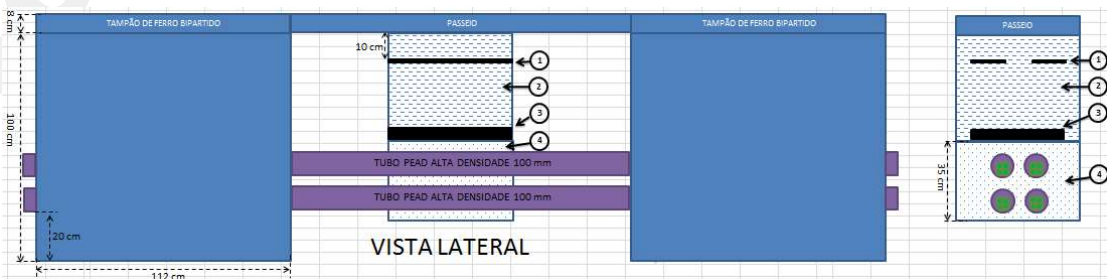 8 cm
TAMPÃO DE FERRO BIPARTIDO
PASSEIO
TAMPÃO DE FERRO BIPARTIDO
PASSEIO
10 cm
1
2
3
4
100 cm
TUBO PEAD ALTA DENSIDADE 100 mm
TUBO PEAD ALTA DENSIDADE 100 mm
20 cm
112 cm
VISTA LATERAL
1
2
3
4
35 cm